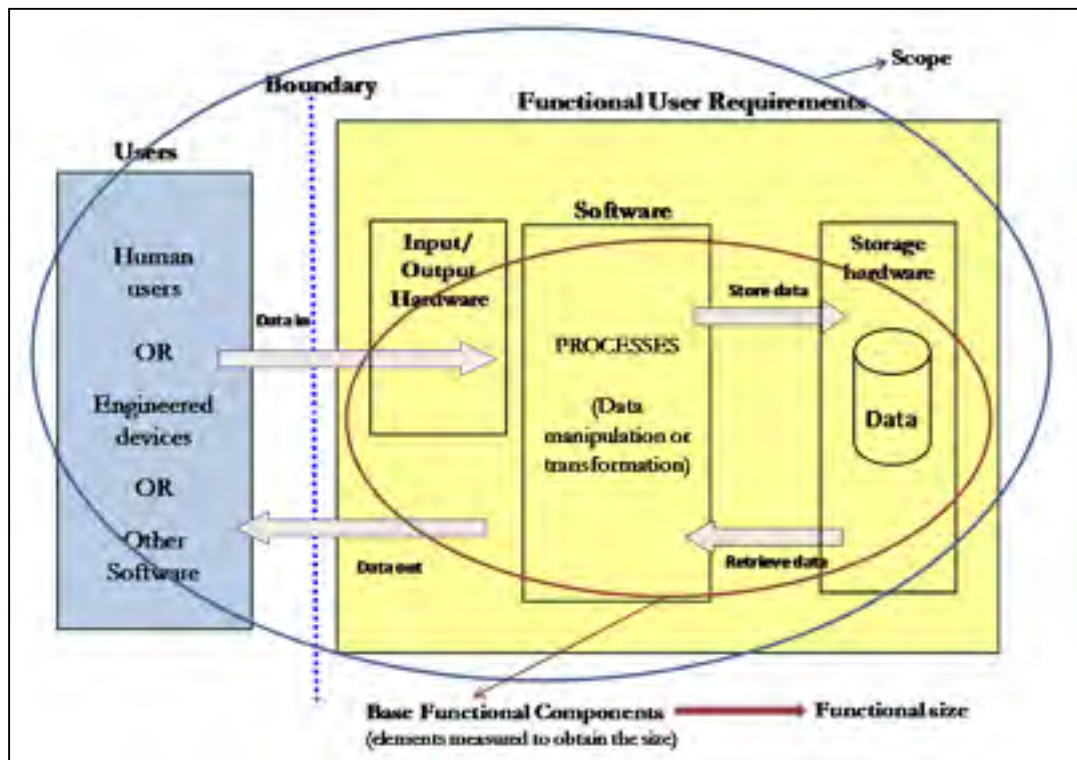 Scope
Boundary
Functional User Requirements
Users
Human
users
OR
Engineered
devices
OR
Other
Software
Data in
Input/
Output
Hardware
Software
PROCESSES
(Data
manipulation or
transformation)
Store data
Storage
hardware
Data
Data out
Retrieve data
Base Functional Components
(elements measured to obtain the size)
Functional size